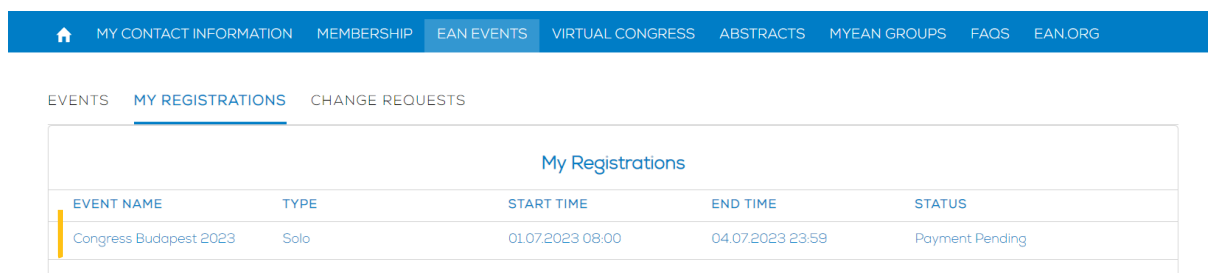 MY CONTACT INFORMATION MEMBERSHIP EAN EVENTS VIRTUAL CONGRESS ABSTRACTS MYEAN GROUPS FAQS EAN.ORG
EVENTS MY REGISTRATIONS CHANGE REQUESTS
My Registrations
EVENT NAME TYPE START TIME END TIME STATUS
Congress Budapest 2023 Solo 01.07.2023 08:00 04.07.2023 23:59 Payment Pending